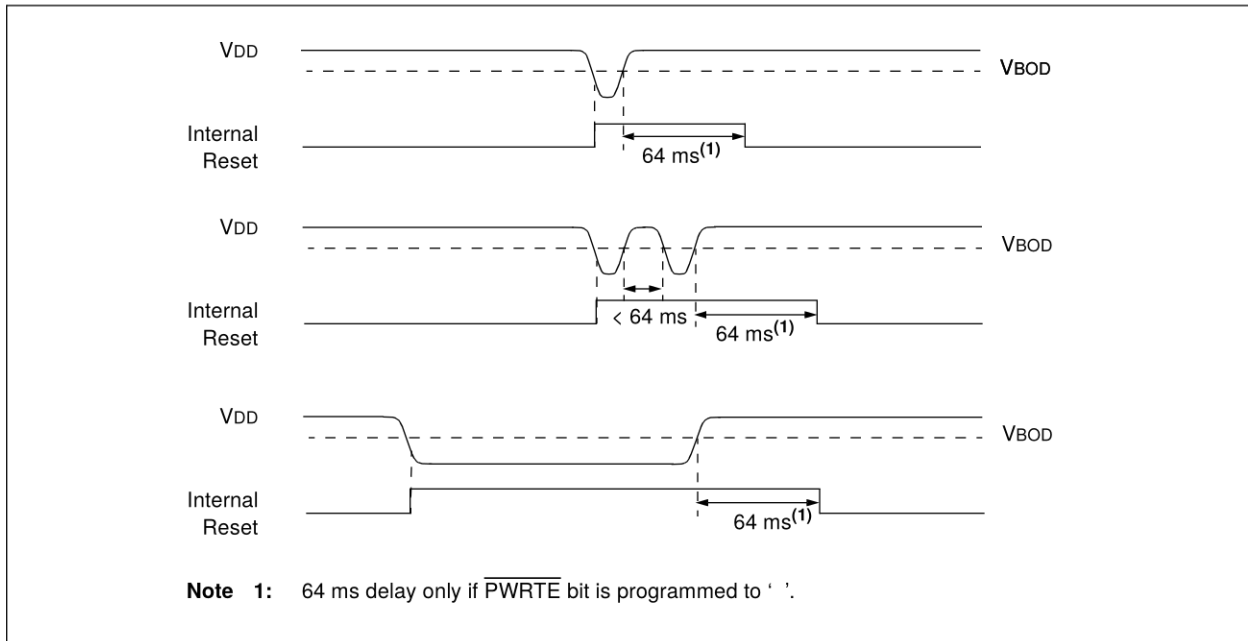 VDD
VBOD
Internal
Reset
64 ms(1)
VDD
VBOD
Internal
Reset
< 64 ms
64 ms(1)
VDD
VBOD
Internal
Reset
64 ms(1)
Note 1: 64 ms delay only if PWRTE bit is programmed to ‘ ’.